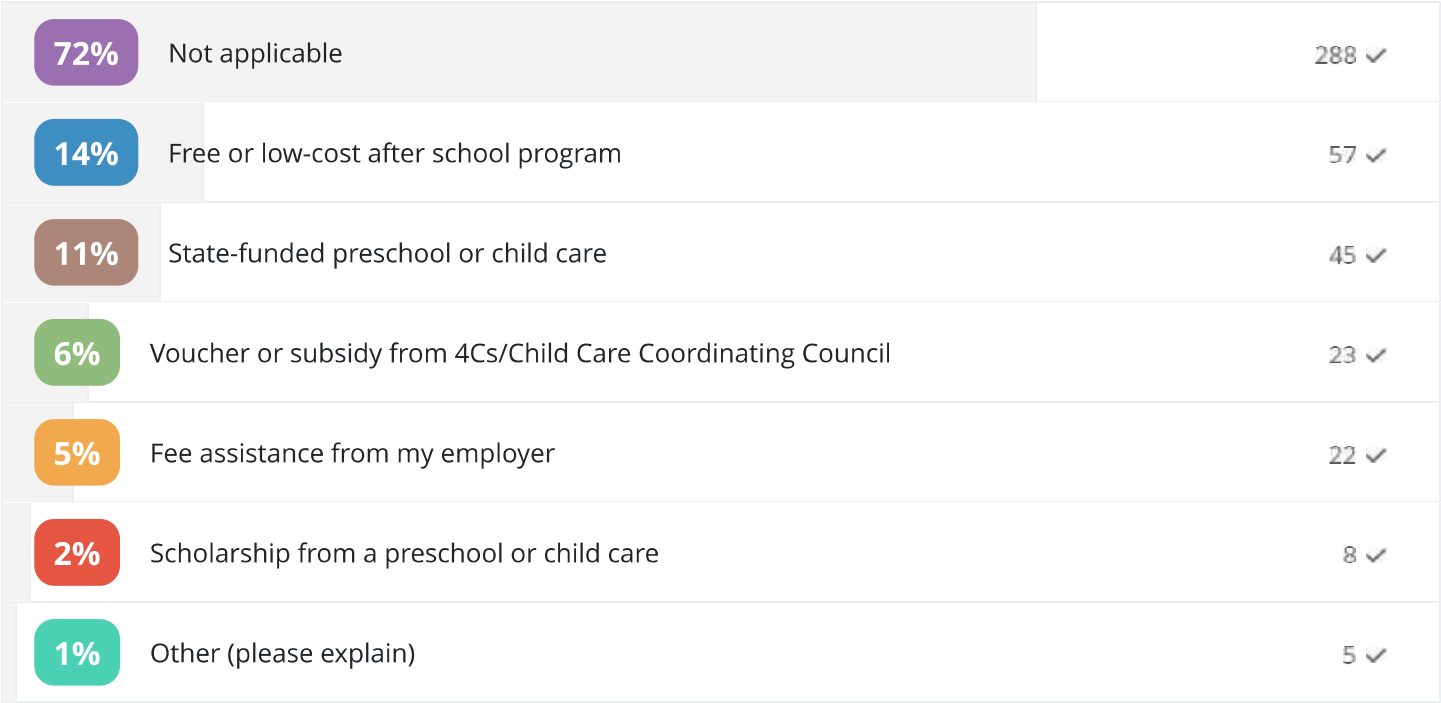 72% Not applicable 288
14% Free or low-cost after school program 57
11% State-funded preschool or child care 45
6% Voucher or subsidy from 4Cs/Child Care Coordinating Council 23
5% Fee assistance from my employer 22
2% Scholarship from a preschool or child care 8
1% Other (please explain) 5